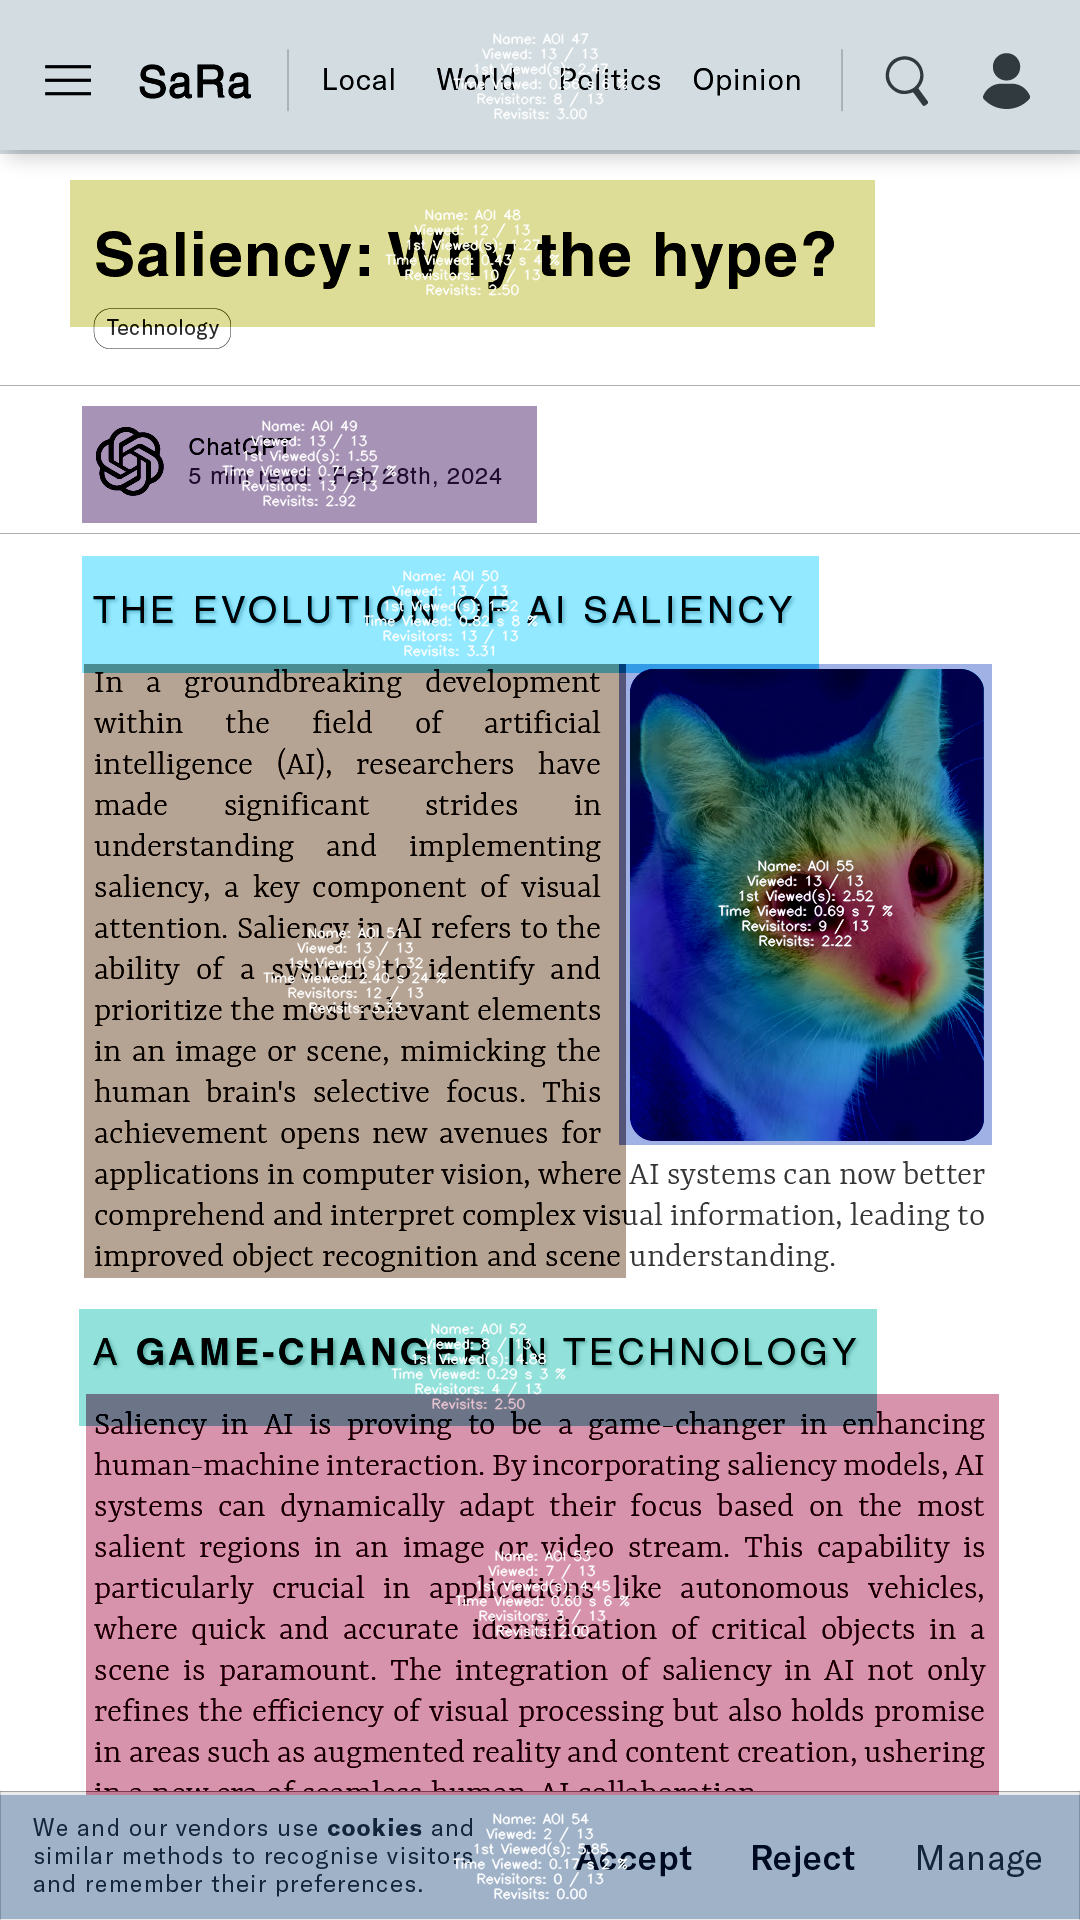 SaRa
Local World Politics Opinion
Name: AOI 47
Viewed: 13 / 13
1st Viewed(s): 2.47
Revisitors: 8 / 13
Revisits: 3.00
Saliency: Why the hype?
Name: AOI 48
Viewed: 12 / 13
1st Viewed(s): 1.27
Time Viewed: 0.43 s 4 %
Revisitors: 10 / 13
Revisits: 2.50
Technology
ChatGPT
5 min read · Feb 28th, 2024
Name: AOI 49
Viewed: 13 / 13
1st Viewed(s): 1.55
Time Viewed: 0.71 s 7 %
Revisitors: 13 / 13
Revisits: 2.92
THE EVOLUTION OF AI SALIENCY
Name: AOI 50
Viewed: 13 / 13
1st Viewed(s): 1.52
Time Viewed: 0.82 s 8 %
Revisitors: 13 / 13
Revisits: 3.31
In a groundbreaking development
within the field of artificial
intelligence (AI), researchers have
made significant strides in
understanding and implementing
saliency, a key component of visual
attention. Saliency in AI refers to the
ability of a system to identify and
prioritize the most relevant elements
in an image or scene, mimicking the
human brain's selective focus. This
achievement opens new avenues for
applications in computer vision, where AI systems can now better
comprehend and interpret complex visual information, leading to
improved object recognition and scene understanding.
Name: AOI 51
Viewed: 13 / 13
1st Viewed(s): 1.32
Time Viewed: 2.40 s 24 %
Revisitors: 12 / 13
Revisits: 3.33
Name: AOI 55
Viewed: 13 / 13
1st Viewed(s): 2.52
Time Viewed: 0.69 s 7 %
Revisitors: 9 / 13
Revisits: 2.22
A GAME-CHANGER IN TECHNOLOGY
Name: AOI 52
Viewed: 8 / 13
1st Viewed(s): 4.88
Time Viewed: 0.29 s 3 %
Revisitors: 4 / 13
Revisits: 2.50
Saliency in AI is proving to be a game-changer in enhancing
human-machine interaction. By incorporating saliency models, AI
systems can dynamically adapt their focus based on the most
salient regions in an image or video stream. This capability is
particularly crucial in applications like autonomous vehicles,
where quick and accurate identification of critical objects in a
scene is paramount. The integration of saliency in AI not only
refines the efficiency of visual processing but also holds promise
in areas such as augmented reality and content creation, ushering
in a new era of seamless human-AI collaboration.
Name: AOI 53
Viewed: 7 / 13
1st Viewed(s): 4.45
Time Viewed: 0.60 s 6 %
Revisitors: 3 / 13
Revisits: 2.00
We and our vendors use cookies and
similar methods to recognise visitors
and remember their preferences.
Name: AOI 54
Viewed: 2 / 13
1st Viewed(s): 5.85
Time Viewed: 0.17 s 2 %
Revisitors: 0 / 13
Revisits: 0.00
Accept Reject Manage